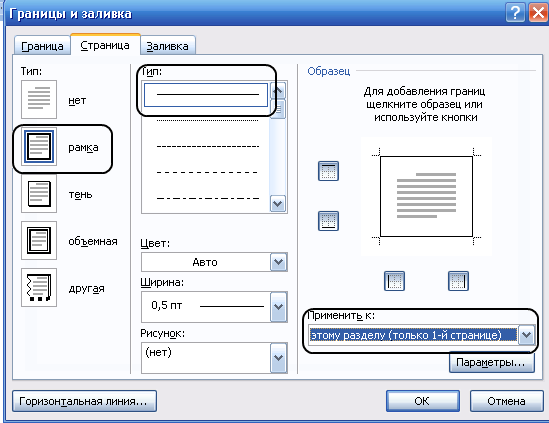 Границы и заливка
Граница
Страница
Заливка
Тип:
нет
рамка
тень
объемная
другая
Тип:
Цвет:
Авто
Ширина:
0,5 пт
Рисунок:
(нет)
Образец
Для добавления границ
щелкните образец или
используйте кнопки
Применить к:
этому разделу (только 1-й странице)
Параметры...
Горизонтальная линия...
ОК
Отмена